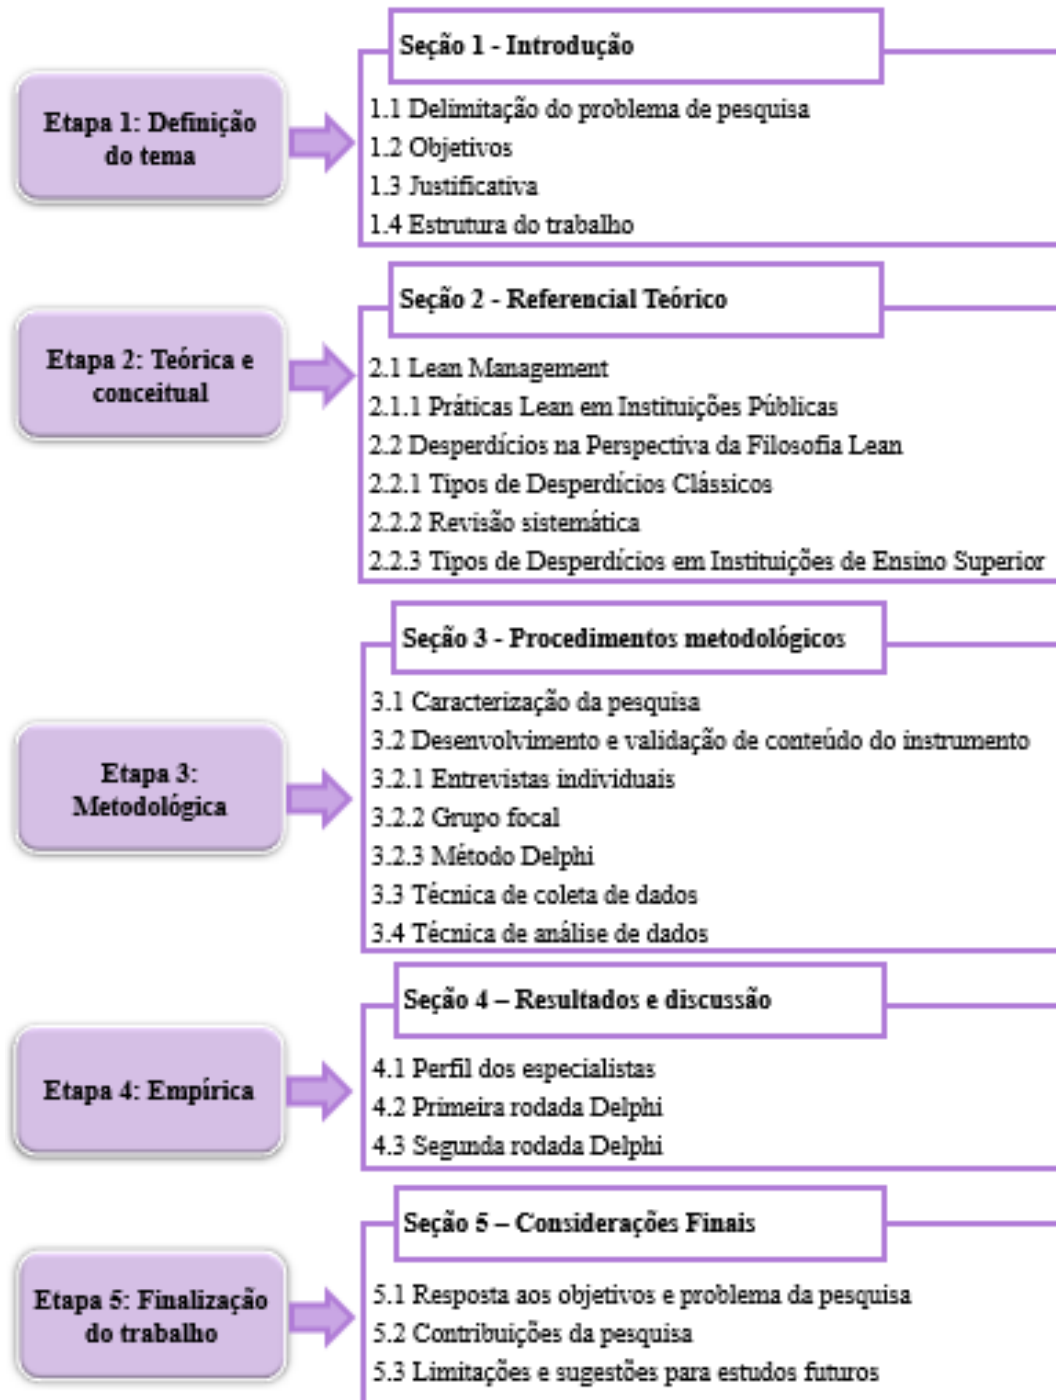 Etapa 1: Definição
do tema
Seção 1 - Introdução
1.1 Delimitação do problema de pesquisa
1.2 Objetivos
1.3 Justificativa
1.4 Estrutura do trabalho
Etapa 2: Teórica e
conceitual
Seção 2 - Referencial Teórico
2.1 Lean Management
2.1.1 Práticas Lean em Instituições Públicas
2.2 Desperdícios na Perspectiva da Filosofia Lean
2.2.1 Tipos de Desperdícios Clássicos
2.2.2 Revisão sistemática
2.2.3 Tipos de Desperdícios em Instituições de Ensino Superior
Etapa 3:
Metodológica
Seção 3 - Procedimentos metodológicos
3.1 Caracterização da pesquisa
3.2 Desenvolvimento e validação de conteúdo do instrumento
3.2.1 Entrevistas individuais
3.2.2 Grupo focal
3.2.3 Método Delphi
3.3 Técnica de coleta de dados
3.4 Técnica de análise de dados
Etapa 4: Empírica
Seção 4 – Resultados e discussão
4.1 Perfil dos especialistas
4.2 Primeira rodada Delphi
4.3 Segunda rodada Delphi
Etapa 5: Finalização
do trabalho
Seção 5 – Considerações Finais
5.1 Resposta aos objetivos e problema da pesquisa
5.2 Contribuições da pesquisa
5.3 Limitações e sugestões para estudos futuros